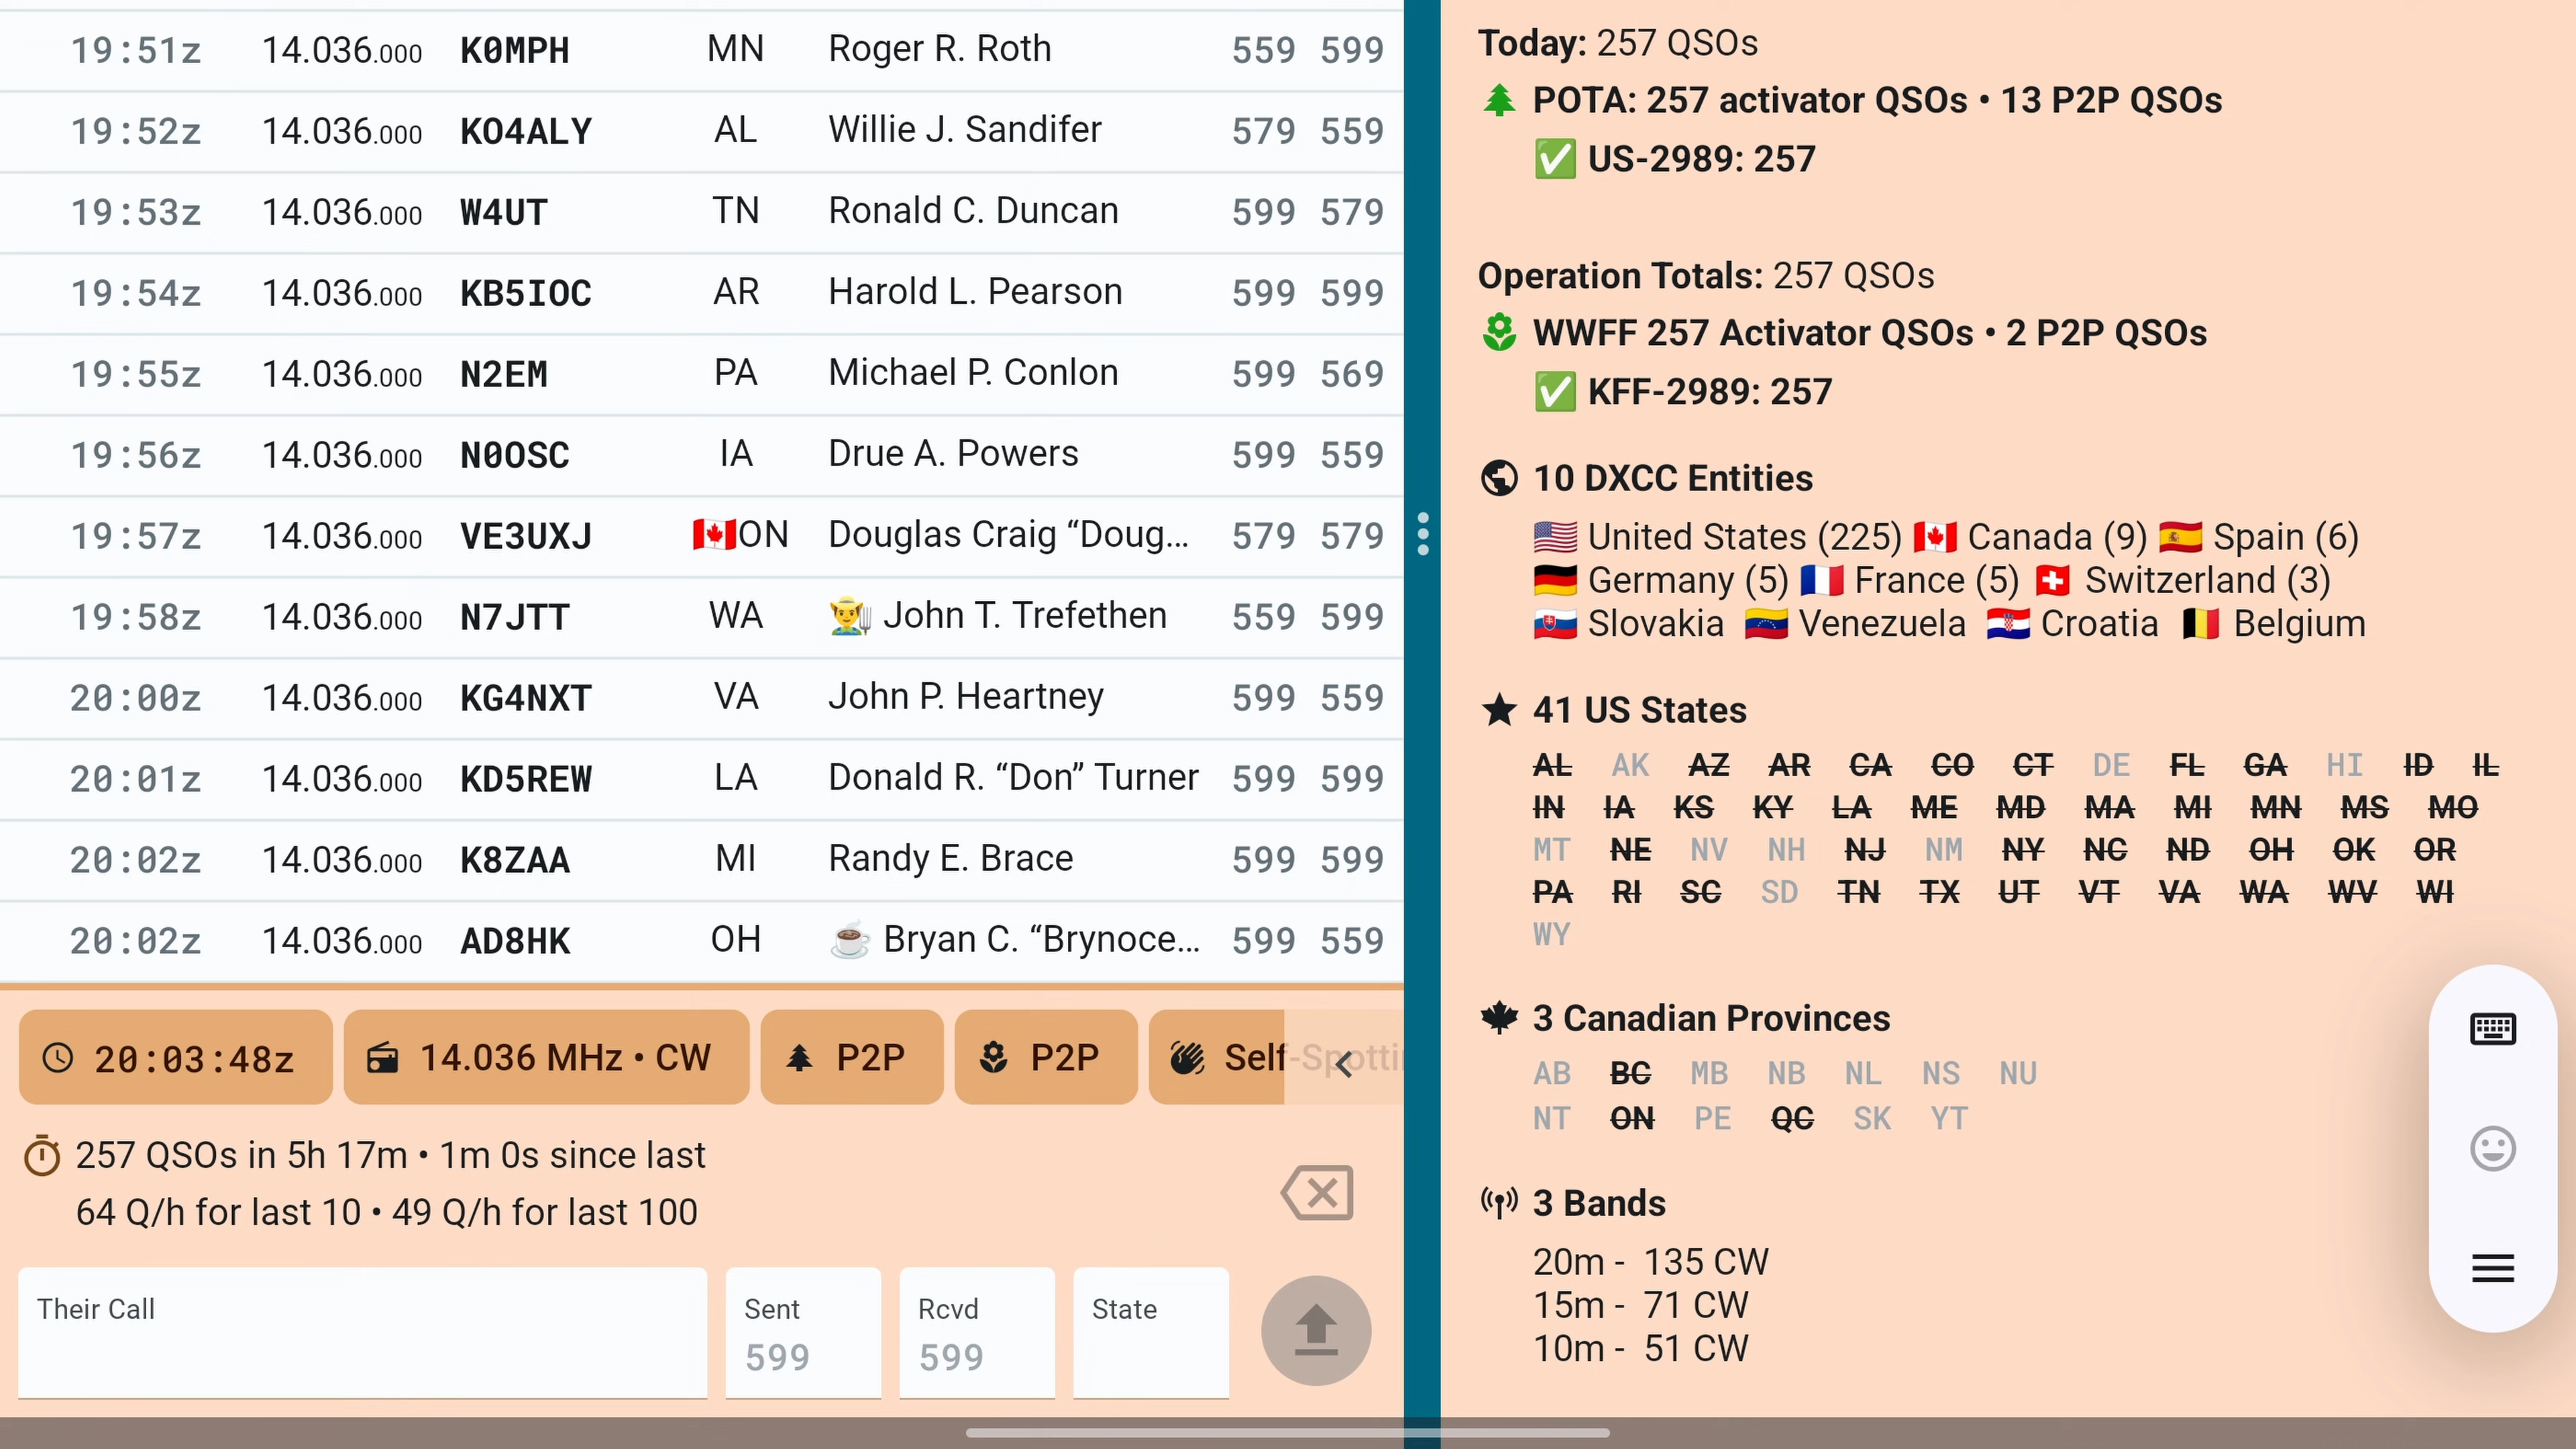 19:51z 14.036.000 K0MPH MN Roger R. Roth 559 599
19:52z 14.036.000 KO4ALY AL Willie J. Sandifer 579 559
19:53z 14.036.000 W4UT TN Ronald C. Duncan 599 579
19:54z 14.036.000 KB5IOC AR Harold L. Pearson 599 599
19:55z 14.036.000 N2EM PA Michael P. Conlon 599 569
19:56z 14.036.000 N0OSC IA Drue A. Powers 599 559
19:57z 14.036.000 VE3UXJ 🇨🇦ON Douglas Craig “Doug… 579 579
19:58z 14.036.000 N7JTT WA 👨‍🌾 John T. Trefethen 559 599
20:00z 14.036.000 KG4NXT VA John P. Heartney 599 559
20:01z 14.036.000 KD5REW LA Donald R. “Don” Turner 599 599
20:02z 14.036.000 K8ZAA MI Randy E. Brace 599 599
20:02z 14.036.000 AD8HK OH ☕ Bryan C. “Brynoce… 599 559
20:03:48z 14.036 MHz • CW P2P P2P Self-Spotti
257 QSOs in 5h 17m • 1m 0s since last
64 Q/h for last 10 • 49 Q/h for last 100
Their Call Sent Rcvd State
599 599
Today: 257 QSOs
POTA: 257 activator QSOs • 13 P2P QSOs
✅ US-2989: 257
Operation Totals: 257 QSOs
WWFF 257 Activator QSOs • 2 P2P QSOs
✅ KFF-2989: 257
10 DXCC Entities
🇺🇸 United States (225) 🇨🇦 Canada (9) 🇪🇸 Spain (6)
🇩🇪 Germany (5) 🇫🇷 France (5) 🇨🇭 Switzerland (3)
🇸🇰 Slovakia 🇻🇪 Venezuela 🇭🇷 Croatia 🇧🇪 Belgium
41 US States
AL AK AZ AR CA CO CT DE FL GA HI ID IL
IN IA KS KY LA ME MD MA MI MN MS MO
MT NE NV NH NJ NM NY NC ND OH OK OR
PA RI SC SD TN TX UT VT VA WA WV WI
WY
3 Canadian Provinces
AB BC MB NB NL NS NU
NT ON PE QC SK YT
3 Bands
20m - 135 CW
15m - 71 CW
10m - 51 CW